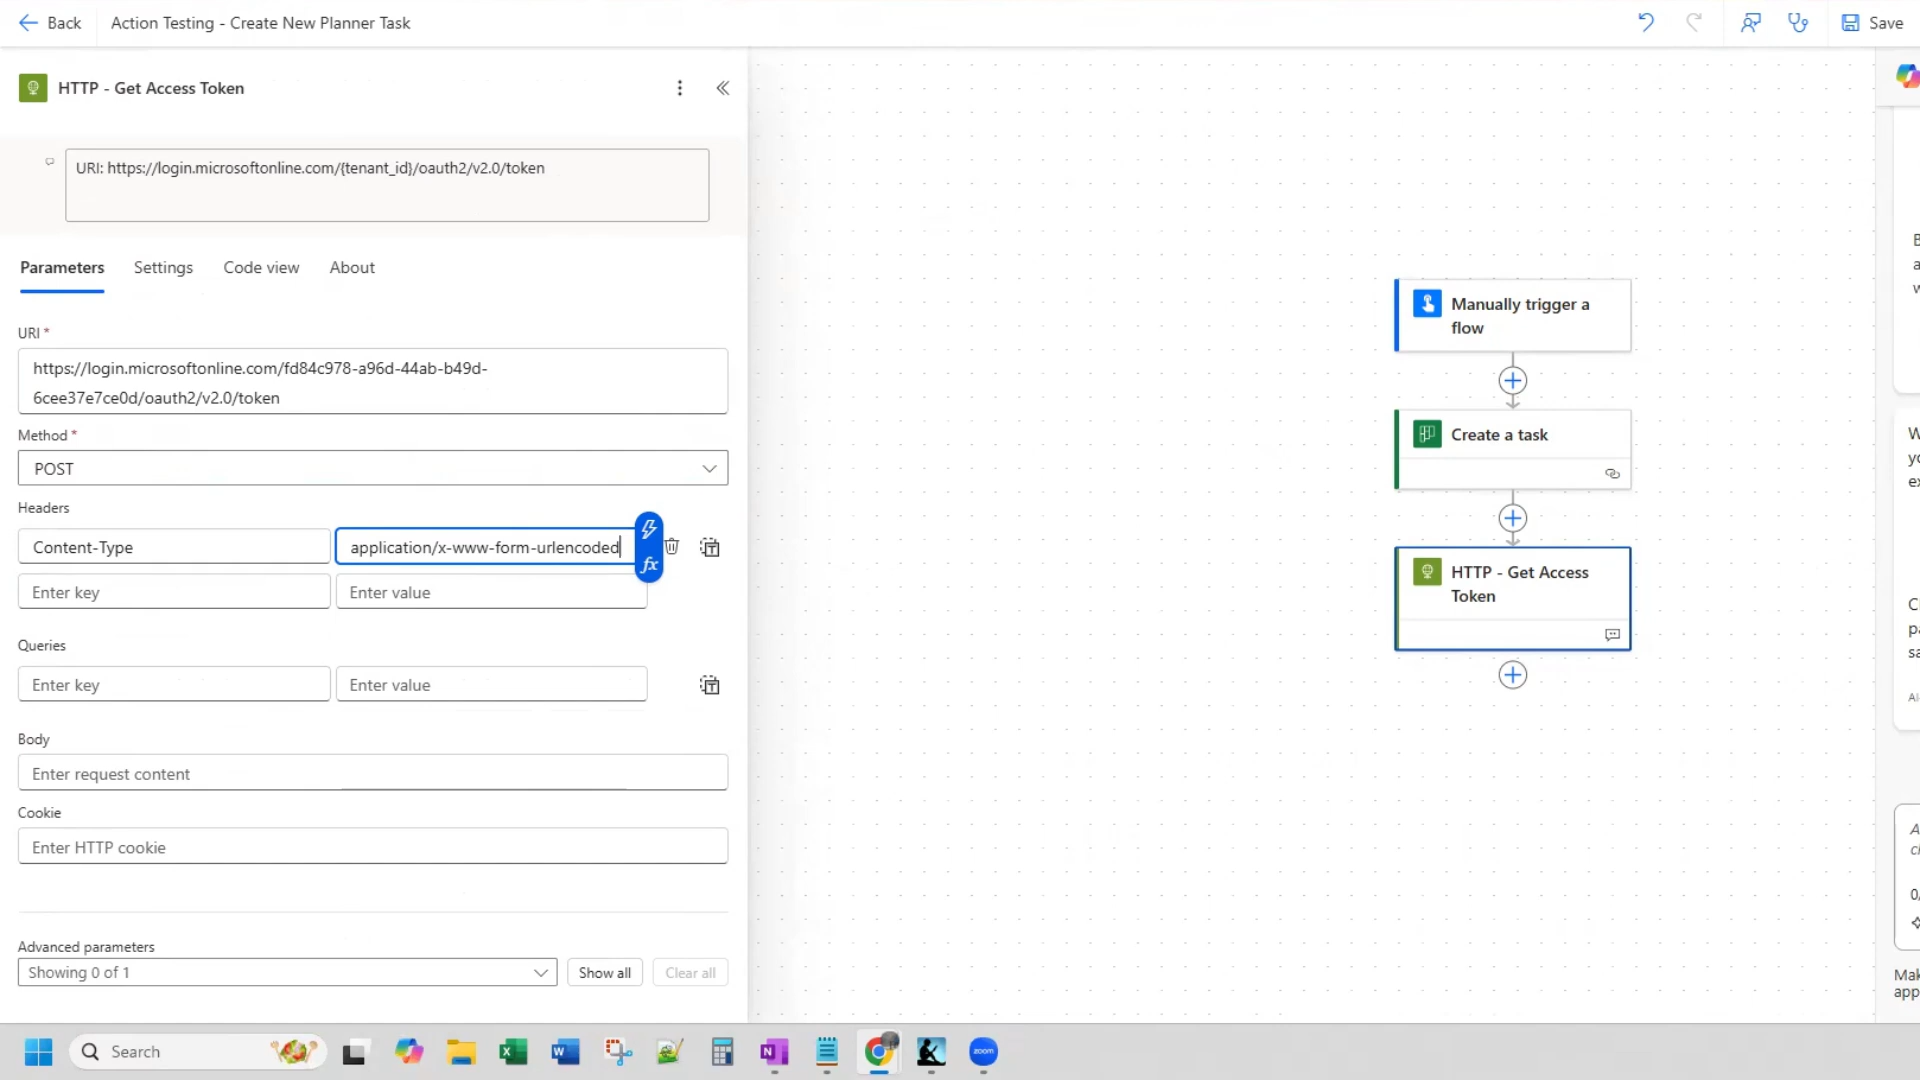 Back
Action Testing - Create New Planner Task
Save
HTTP - Get Access Token
URI: https://login.microsoftonline.com/{tenant_id}/oauth2/v2.0/token
Parameters
Settings
Code view
About
URI *
https://login.microsoftonline.com/fd84c978-a96d-44ab-b49d-
6cee37e7ce0d/oauth2/v2.0/token
Method *
POST
Headers
Content-Type
application/x-www-form-urlencoded
fx
Enter key
Enter value
Queries
Enter key
Enter value
Body
Enter request content
Cookie
Enter HTTP cookie
Advanced parameters
Showing 0 of 1
Show all
Clear all
Manually trigger a
flow
Create a task
HTTP - Get Access
Token
Search
zoom